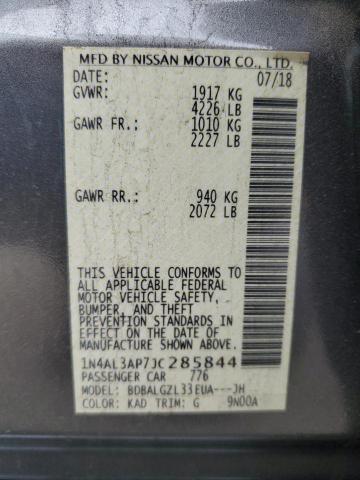 MFD BY NISSAN MOTOR CO., LTD.
DATE: 07/18
GVWR: 1917 KG
4226 LB
GAWR FR.: 1010 KG
2227 LB
GAWR RR.: 940 KG
2072 LB
THIS VEHICLE CONFORMS TO
ALL APPLICABLE FEDERAL
MOTOR VEHICLE SAFETY,
BUMPER, AND THEFT
PREVENTION STANDARDS IN
EFFECT ON THE DATE OF
MANUFACTURE SHOWN ABOVE.
1N4AL3AP7JC285844
PASSENGER CAR 776
MODEL: BDBALGZL33EUA---JH
COLOR: KAD TRIM: G 9N00A